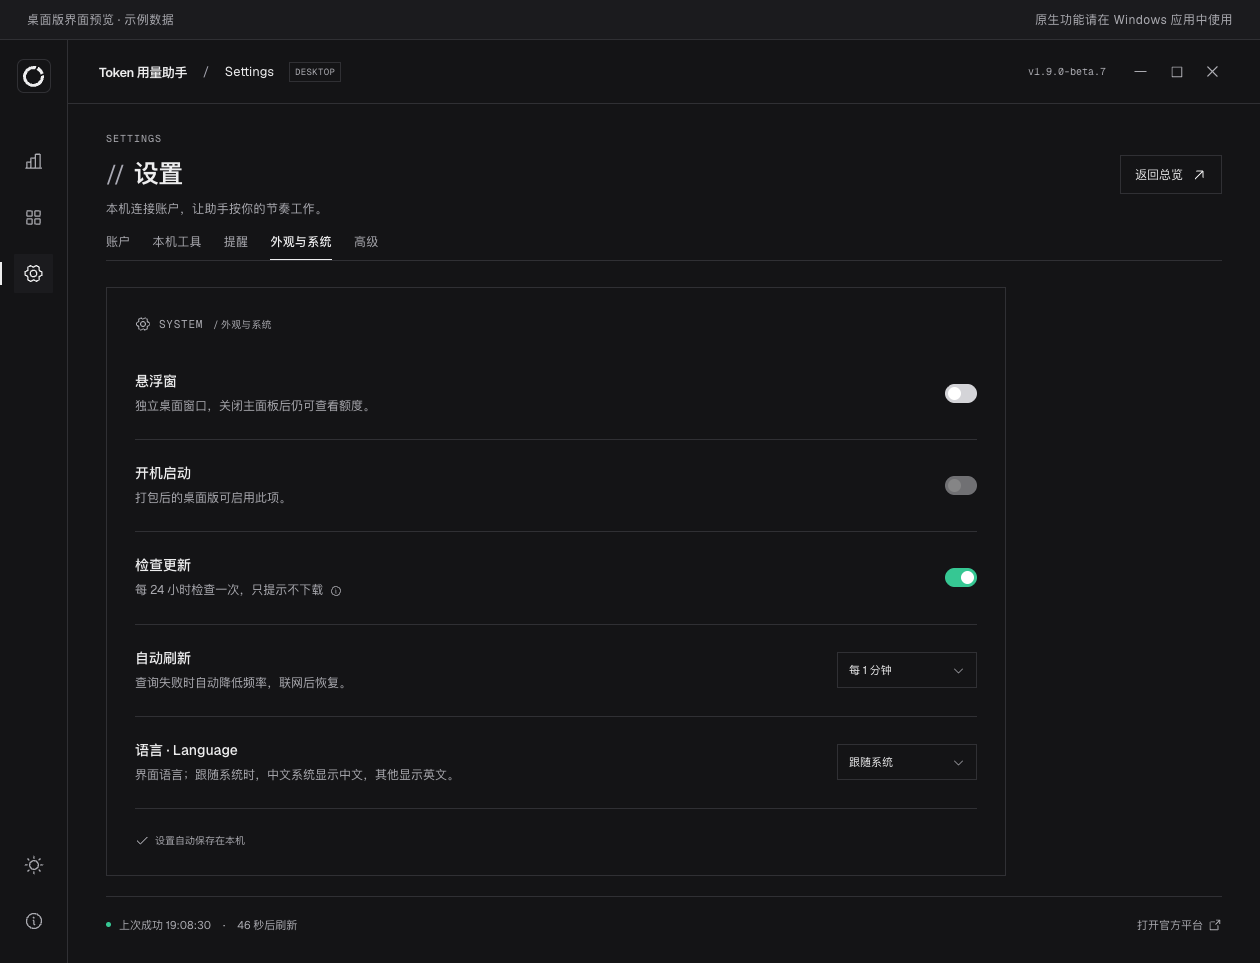 桌面版界面预览 · 示例数据
原生功能请在 Windows 应用中使用
Token 用量助手 / Settings DESKTOP
v1.9.0-beta.7
SETTINGS
// 设置
返回总览
本机连接账户，让助手按你的节奏工作。
账户 本机工具 提醒 外观与系统 高级
SYSTEM / 外观与系统
悬浮窗
独立桌面窗口，关闭主面板后仍可查看额度。
开机启动
打包后的桌面版可启用此项。
检查更新
每 24 小时检查一次，只提示不下载
自动刷新
查询失败时自动降低频率，联网后恢复。
每 1 分钟
语言 · Language
界面语言；跟随系统时，中文系统显示中文，其他显示英文。
跟随系统
设置自动保存在本机
上次成功 19:08:30 · 46 秒后刷新
打开官方平台